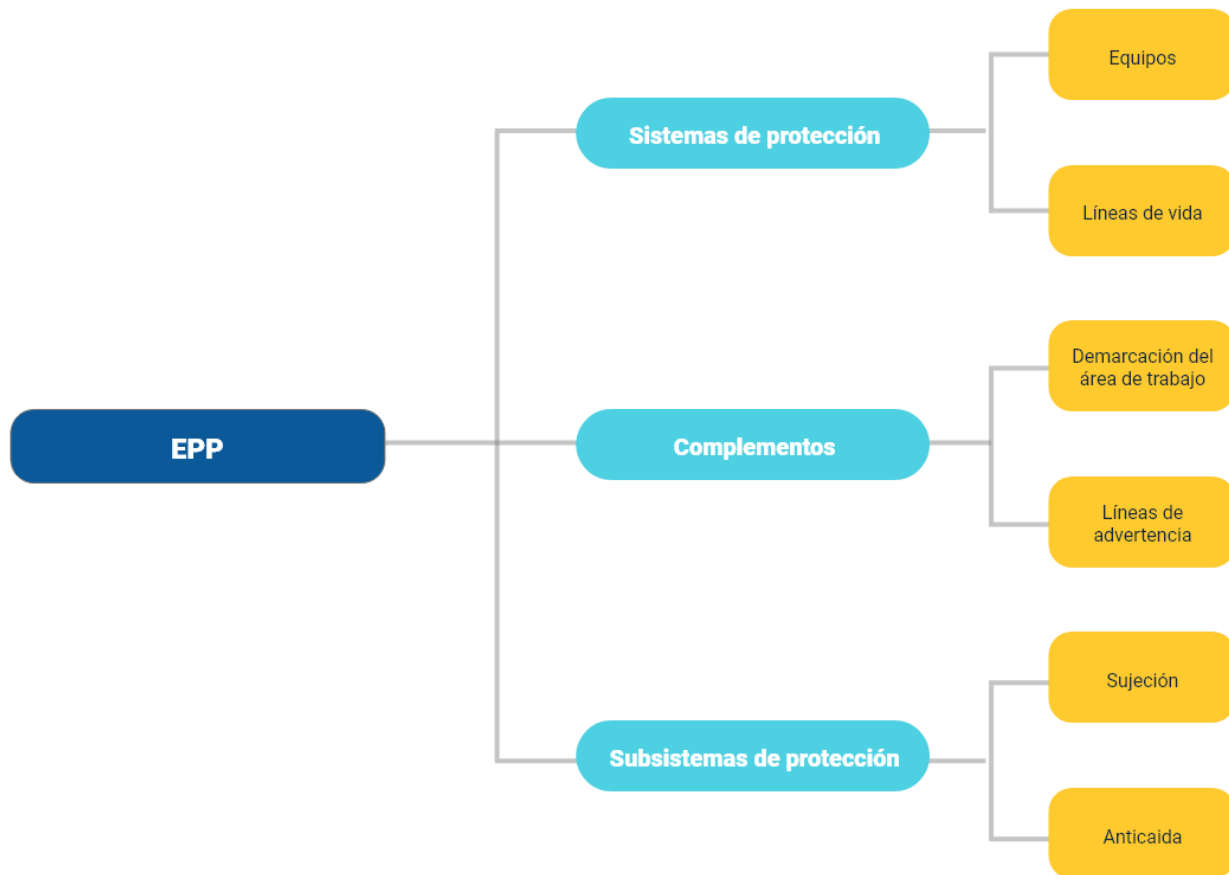 EPP
Sistemas de protección
Equipos
Líneas de vida
Complementos
Demarcación del
área de trabajo
Líneas de
advertencia
Subsistemas de protección
Sujeción
Anticaida